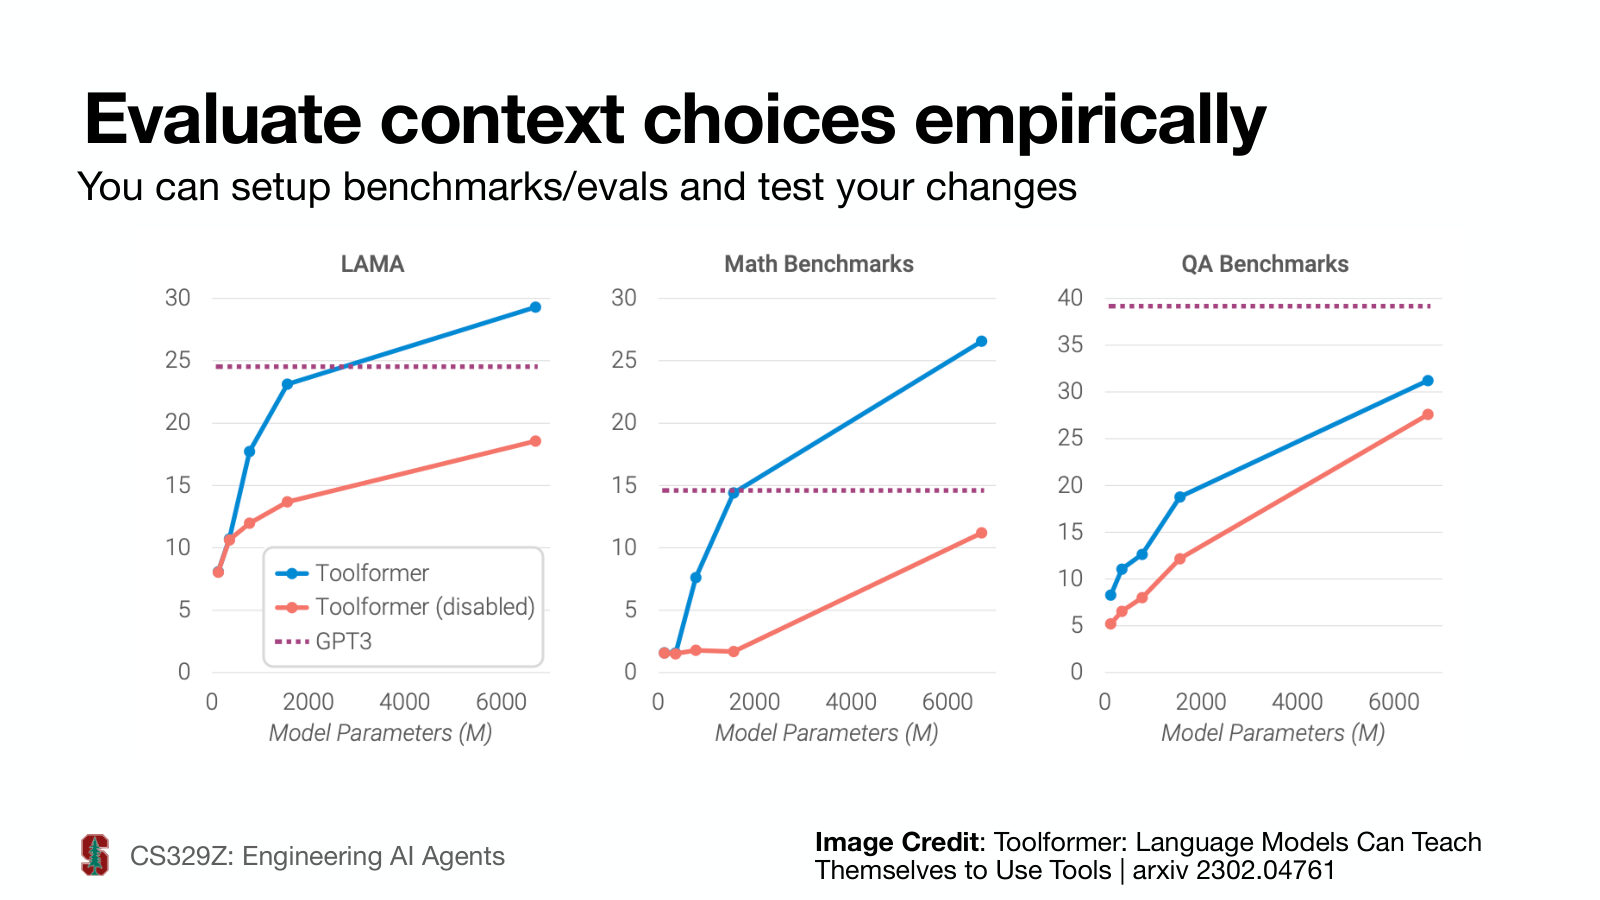 Evaluate context choices empirically
You can setup benchmarks/evals and test your changes
LAMA
30
25
20
15
10
5
0
0 2000 4000 6000
Model Parameters (M)
Toolformer
Toolformer (disabled)
GPT3
Math Benchmarks
30
25
20
15
10
5
0
0 2000 4000 6000
Model Parameters (M)
QA Benchmarks
40
35
30
25
20
15
10
5
0
0 2000 4000 6000
Model Parameters (M)
CS329Z: Engineering AI Agents
Image Credit: Toolformer: Language Models Can Teach
Themselves to Use Tools | arxiv 2302.04761